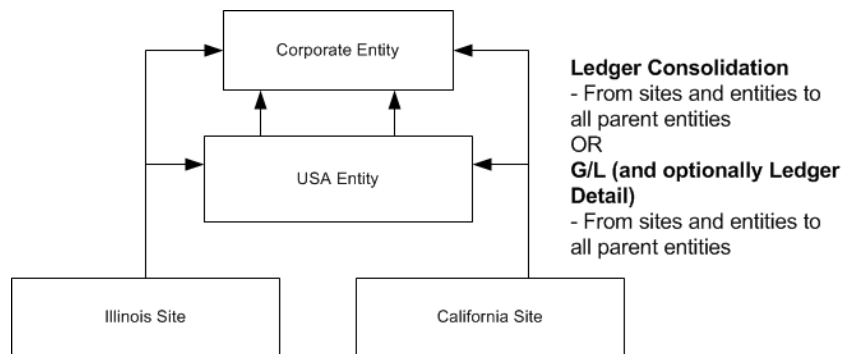 Corporate Entity
USA Entity
Illinois Site
California Site
Ledger Consolidation
- From sites and entities to
all parent entities
OR
G/L (and optionally Ledger
Detail)
- From sites and entities to
all parent entities